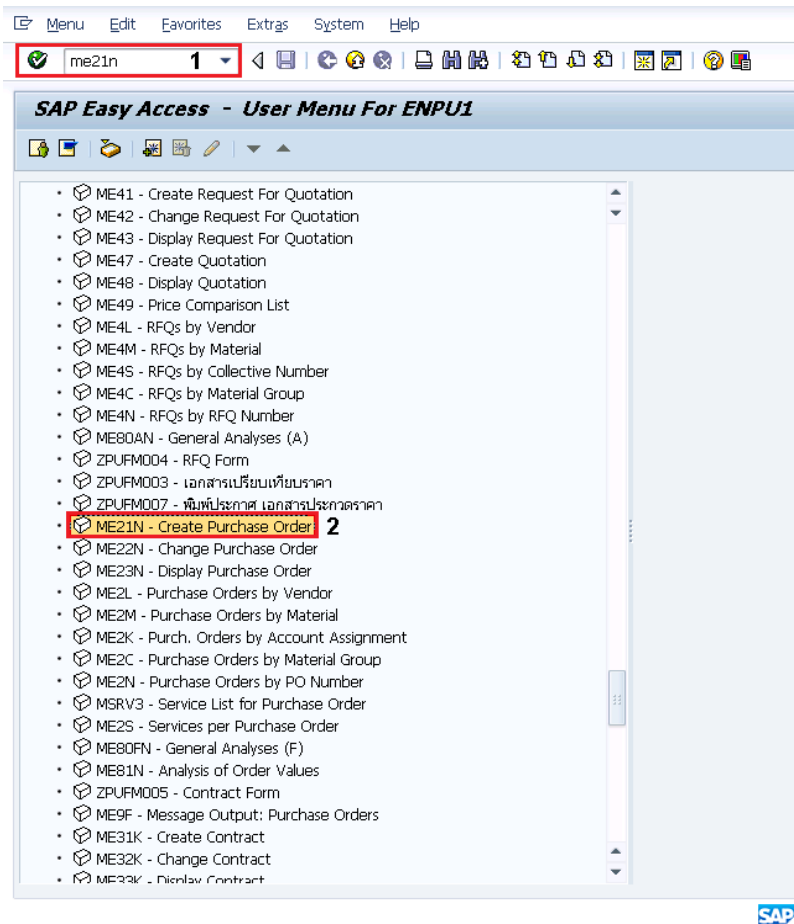 Menu Edit Favorites Extras System Help
me21n 1
SAP Easy Access - User Menu For ENPU1
ME41 - Create Request For Quotation
ME42 - Change Request For Quotation
ME43 - Display Request For Quotation
ME47 - Create Quotation
ME48 - Display Quotation
ME49 - Price Comparison List
ME4L - RFQs by Vendor
ME4M - RFQs by Material
ME4S - RFQs by Collective Number
ME4C - RFQs by Material Group
ME4N - RFQs by RFQ Number
ME80AN - General Analyses (A)
ZPUFM004 - RFQ Form
ZPUFM003 - เอกสารเปรียบเทียบราคา
ZPUFM007 - พิมพ์ประกาศ เอกสารประกวดราคา
ME21N - Create Purchase Order 2
ME22N - Change Purchase Order
ME23N - Display Purchase Order
ME2L - Purchase Orders by Vendor
ME2M - Purchase Orders by Material
ME2K - Purch. Orders by Account Assignment
ME2C - Purchase Orders by Material Group
ME2N - Purchase Orders by PO Number
MSRV3 - Service List for Purchase Order
ME2S - Services per Purchase Order
ME80FN - General Analyses (F)
ME81N - Analysis of Order Values
ZPUFM005 - Contract Form
ME9F - Message Output: Purchase Orders
ME31K - Create Contract
ME32K - Change Contract
ME33K - Display Contract
SAP